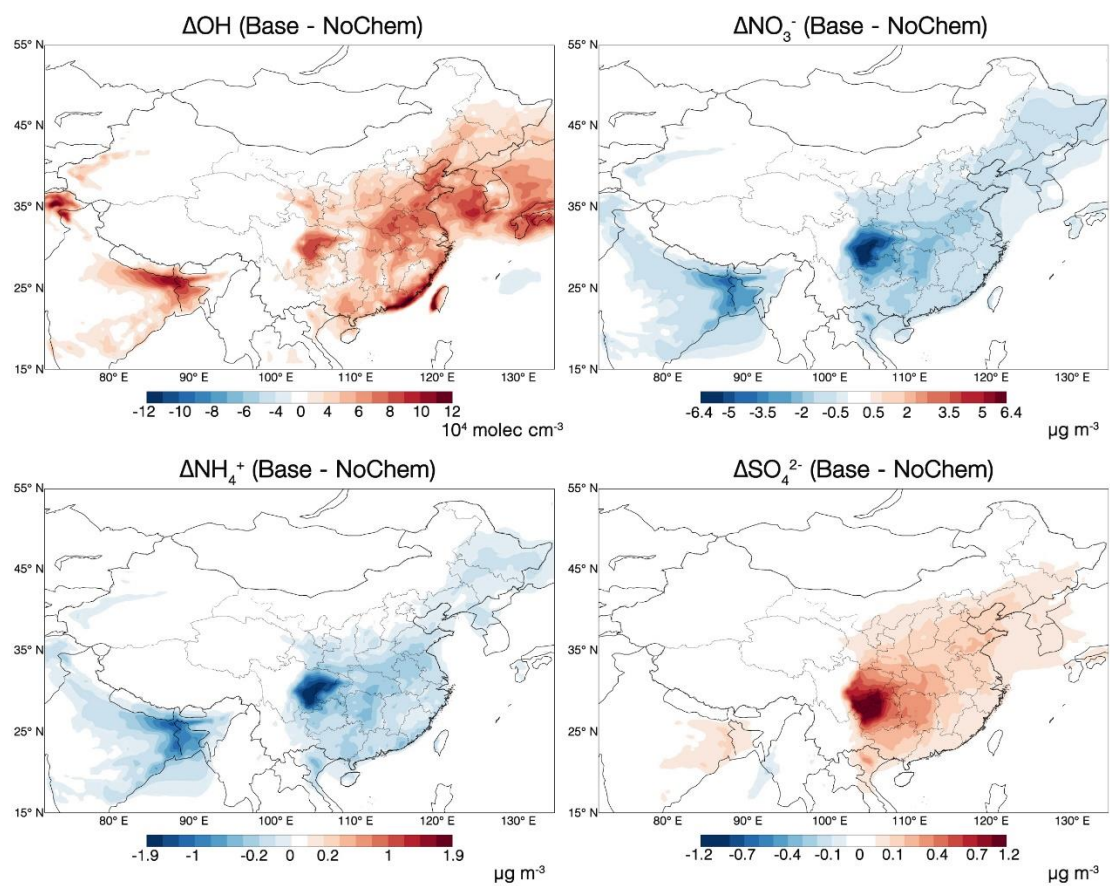 ΔOH (Base - NoChem)
55° N
45° N
35° N
25° N
15° N
80° E 90° E 100° E 110° E 120° E 130° E
-12 -10 -8 -6 -4 0 4 6 8 10 12
10⁴ molec cm⁻³
ΔNO₃⁻ (Base - NoChem)
55° N
45° N
35° N
25° N
15° N
80° E 90° E 100° E 110° E 120° E 130° E
-6.4 -5 -3.5 -2 -0.5 0.5 2 3.5 5 6.4
μg m⁻³
ΔNH₄⁺ (Base - NoChem)
55° N
45° N
35° N
25° N
15° N
80° E 90° E 100° E 110° E 120° E 130° E
-1.9 -1 -0.2 0 0.2 1 1.9
μg m⁻³
ΔSO₄²⁻ (Base - NoChem)
55° N
45° N
35° N
25° N
15° N
80° E 90° E 100° E 110° E 120° E 130° E
-1.2 -0.7 -0.4 -0.1 0 0.1 0.4 0.7 1.2
μg m⁻³